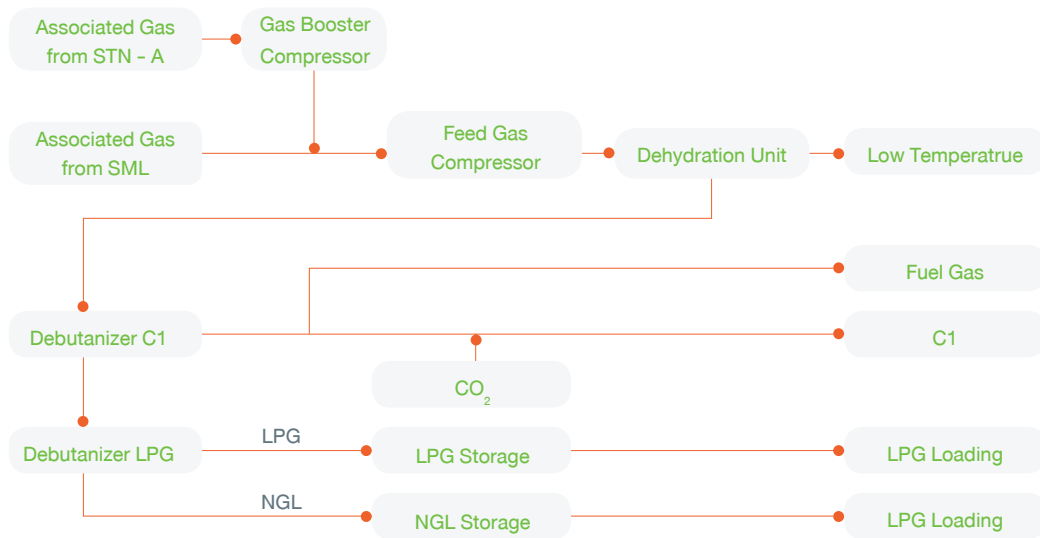 Associated Gas
from STN - A
Gas Booster
Compressor
Associated Gas
from SML
Feed Gas
Compressor
Dehydration Unit
Low Temperatrue
Fuel Gas
Debutanizer C1
C1
CO₂
Debutanizer LPG
LPG
LPG Storage
LPG Loading
NGL
NGL Storage
LPG Loading